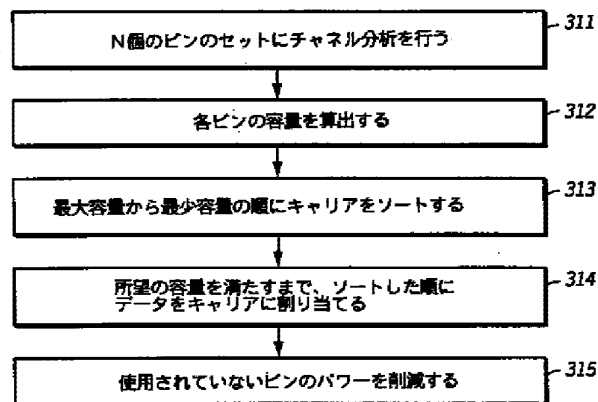 N個のビンのセットにチャネル分析を行う
311
各ビンの容量を算出する
312
最大容量から最少容量の順にキャリアをソートする
313
所望の容量を満たすまで、ソートした順に
データをキャリアに割り当てる
314
使用されていないビンのパワーを削減する
315